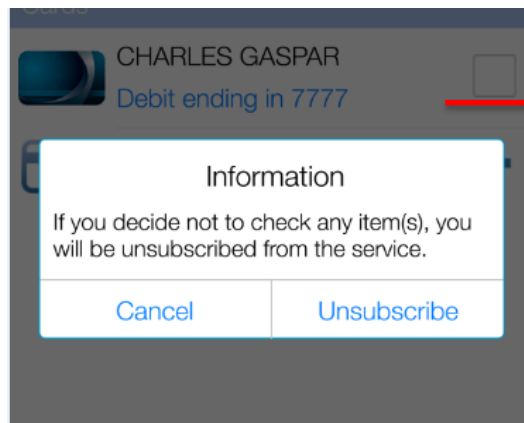 Cards
CHARLES GASPAR
Debit ending in 7777
Information
If you decide not to check any item(s), you
will be unsubscribed from the service.
Cancel
Unsubscribe